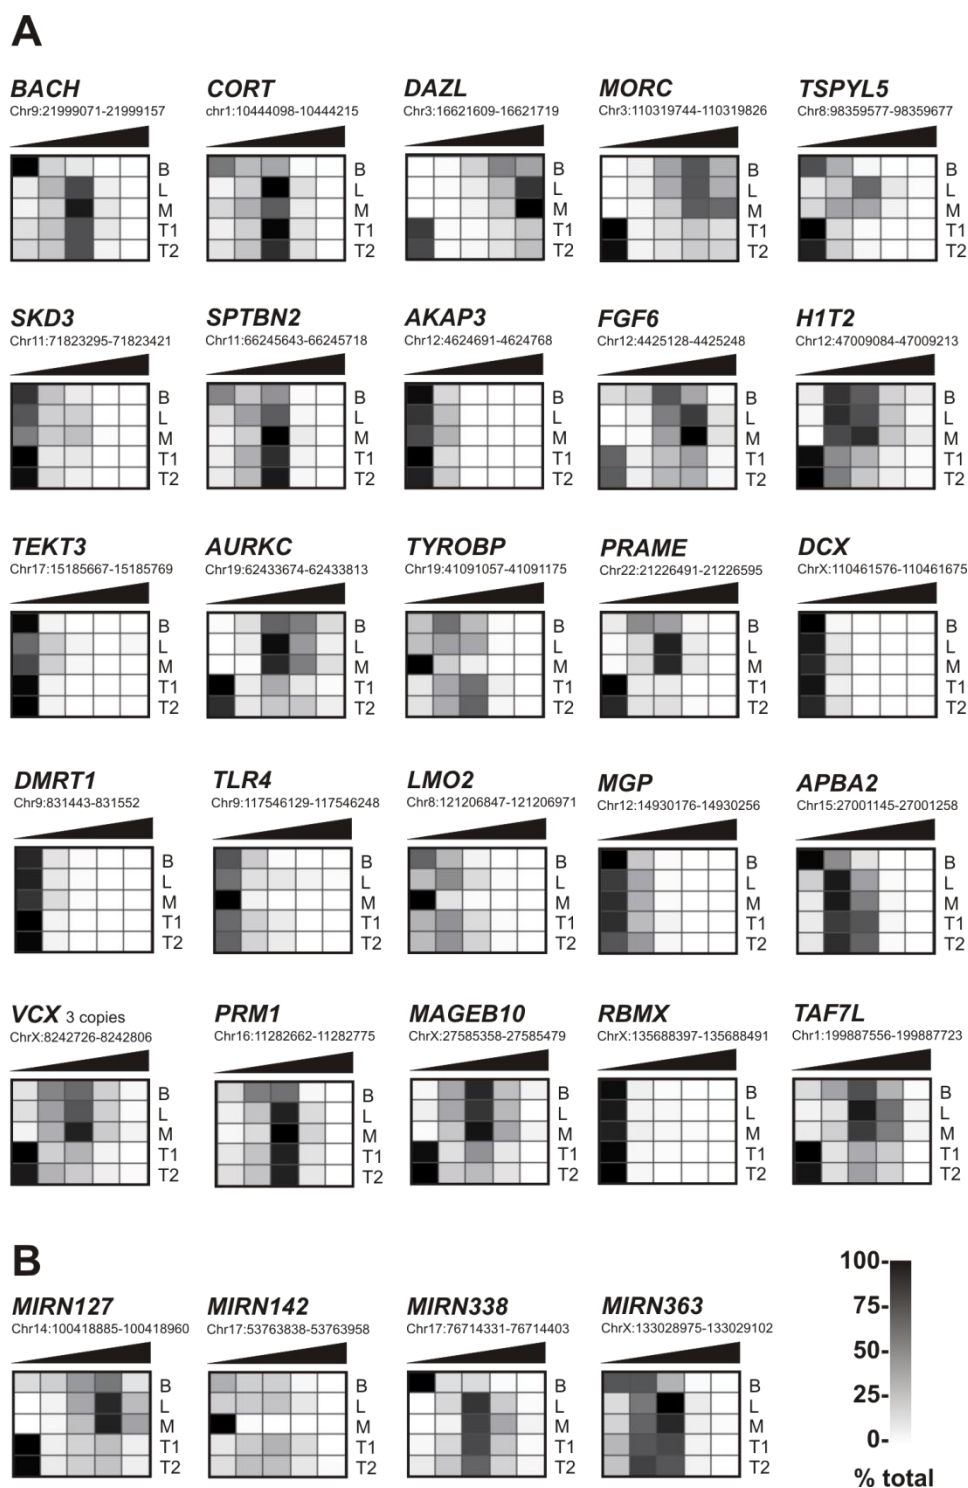 A
BACH CORT DAZL MORC TSPYL5
Chr9:21999071-21999157 chr1:10444098-10444215 Chr3:16621609-16621719 Chr3:110319744-110319826 Chr8:98359577-98359677
B B B B B
L L L L L
M M M M M
T1 T1 T1 T1 T1
T2 T2 T2 T2 T2
SKD3 SPTBN2 AKAP3 FGF6 H1T2
Chr11:71823295-71823421 Chr11:66245643-66245718 Chr12:4624691-4624768 Chr12:4425128-4425248 Chr12:47009084-47009213
B B B B B
L L L L L
M M M M M
T1 T1 T1 T1 T1
T2 T2 T2 T2 T2
TEKT3 AURKC TYROBP PRAME DCX
Chr17:15185667-15185769 Chr19:62433674-62433813 Chr19:41091057-41091175 Chr22:21226491-21226595 ChrX:110461576-110461675
B B B B B
L L L L L
M M M M M
T1 T1 T1 T1 T1
T2 T2 T2 T2 T2
DMRT1 TLR4 LMO2 MGP APBA2
Chr9:831443-831552 Chr9:117546129-117546248 Chr8:121206847-121206971 Chr12:14930176-14930256 Chr15:27001145-27001258
B B B B B
L L L L L
M M M M M
T1 T1 T1 T1 T1
T2 T2 T2 T2 T2
VCX 3 copies PRM1 MAGEB10 RBMX TAF7L
ChrX:8242726-8242806 Chr16:11282662-11282775 ChrX:27585358-27585479 ChrX:135688397-135688491 Chr1:199887556-199887723
B B B B B
L L L L L
M M M M M
T1 T1 T1 T1 T1
T2 T2 T2 T2 T2
B
MIRN127 MIRN142 MIRN338 MIRN363
Chr14:100418885-100418960 Chr17:53763838-53763958 Chr17:76714331-76714403 ChrX:133028975-133029102
B B B B
L L L L
M M M M
T1 T1 T1 T1
T2 T2 T2 T2
100-
75-
50-
25-
0-
% total